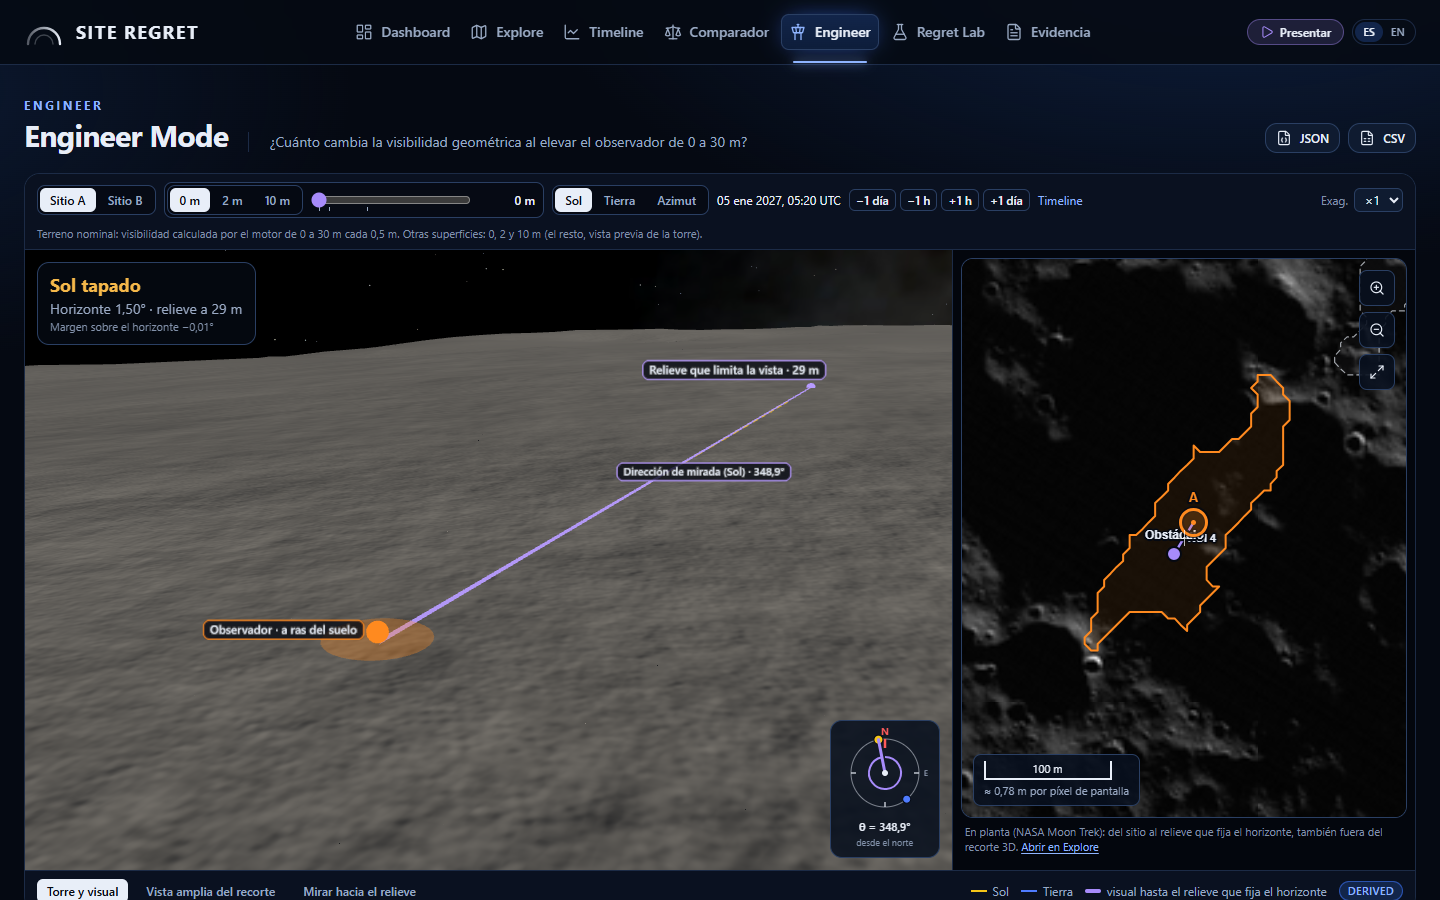 SITE REGRET
Dashboard
Explore
Timeline
Comparador
Engineer
Regret Lab
Evidencia
Presentar
ES
EN
ENGINEER
Engineer Mode
¿Cuánto cambia la visibilidad geométrica al elevar el observador de 0 a 30 m?
JSON
CSV
Sitio A
Sitio B
0 m
2 m
10 m
0 m
Sol
Tierra
Azimut
05 ene 2027, 05:20 UTC
−1 día
−1 h
+1 h
+1 día
Timeline
Exag.
×1
Terreno nominal: visibilidad calculada por el motor de 0 a 30 m cada 0,5 m. Otras superficies: 0, 2 y 10 m (el resto, vista previa de la torre).
Sol tapado
Horizonte 1,50° · relieve a 29 m
Margen sobre el horizonte −0,01°
Relieve que limita la vista · 29 m
Dirección de mirada (Sol) · 348,9°
Observador · a ras del suelo
N
E
θ = 348,9°
desde el norte
A
100 m
≈ 0,78 m por píxel de pantalla
En planta (NASA Moon Trek): del sitio al relieve que fija el horizonte, también fuera del
recorte 3D. Abrir en Explore
Torre y visual
Vista amplia del recorte
Mirar hacia el relieve
Sol
Tierra
visual hasta el relieve que fija el horizonte
DERIVED